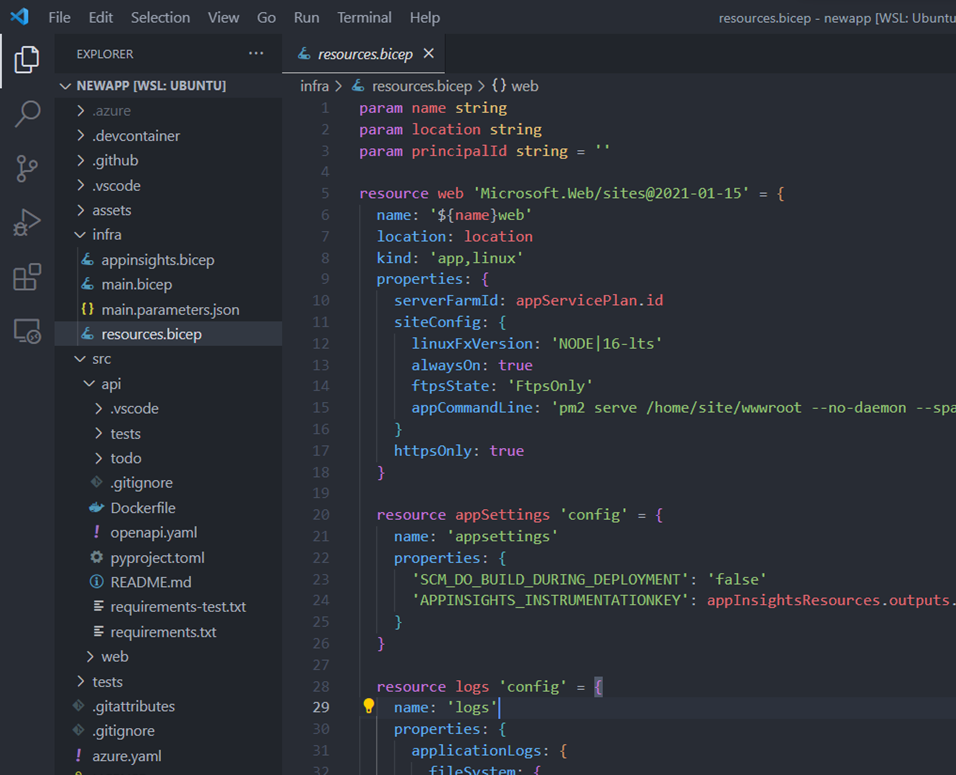 File Edit Selection View Go Run Terminal Help resources.bicep - newapp [WSL: Ubuntu
EXPLORER ···
NEWAPP [WSL: UBUNTU]
.azure
.devcontainer
.github
.vscode
assets
infra
appinsights.bicep
main.bicep
{} main.parameters.json
resources.bicep
src
api
.vscode
tests
todo
.gitignore
Dockerfile
! openapi.yaml
pyproject.toml
README.md
requirements-test.txt
requirements.txt
web
tests
.gitattributes
.gitignore
! azure.yaml
resources.bicep ×
infra > resources.bicep > {} web
1 param name string
2 param location string
3 param principalId string = ''
4
5 resource web 'Microsoft.Web/sites@2021-01-15' = {
6 name: '${name}web'
7 location: location
8 kind: 'app,linux'
9 properties: {
10 serverFarmId: appServicePlan.id
11 siteConfig: {
12 linuxFxVersion: 'NODE|16-lts'
13 alwaysOn: true
14 ftpsState: 'FtpsOnly'
15 appCommandLine: 'pm2 serve /home/site/wwwroot --no-daemon --spa
16 }
17 httpsOnly: true
18 }
19
20 resource appSettings 'config' = {
21 name: 'appsettings'
22 properties: {
23 'SCM_DO_BUILD_DURING_DEPLOYMENT': 'false'
24 'APPINSIGHTS_INSTRUMENTATIONKEY': appInsightsResources.outputs.
25 }
26 }
27
28 resource logs 'config' = {
29 name: 'logs'
30 properties: {
31 applicationLogs: {
32 fileSystem: {